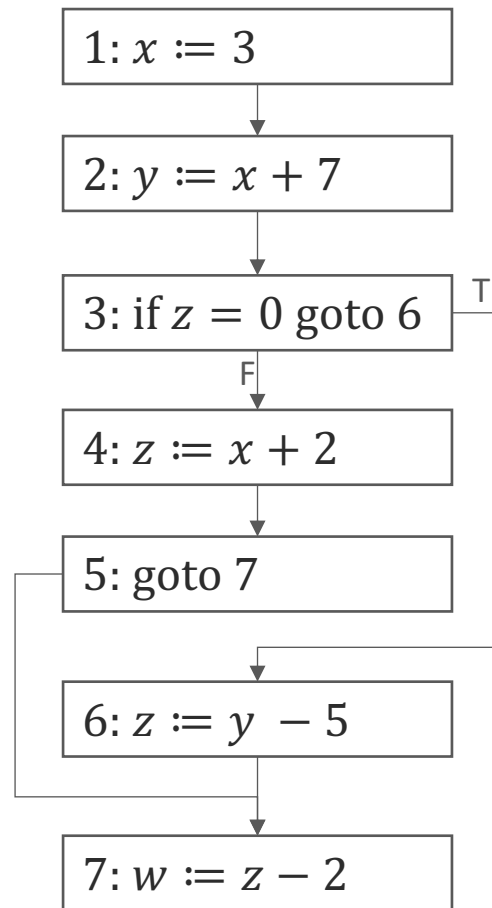 1: x := 3
2: y := x + 7
3: if z = 0 goto 6
T
F
4: z := x + 2
5: goto 7
6: z := y − 5
7: w := z − 2